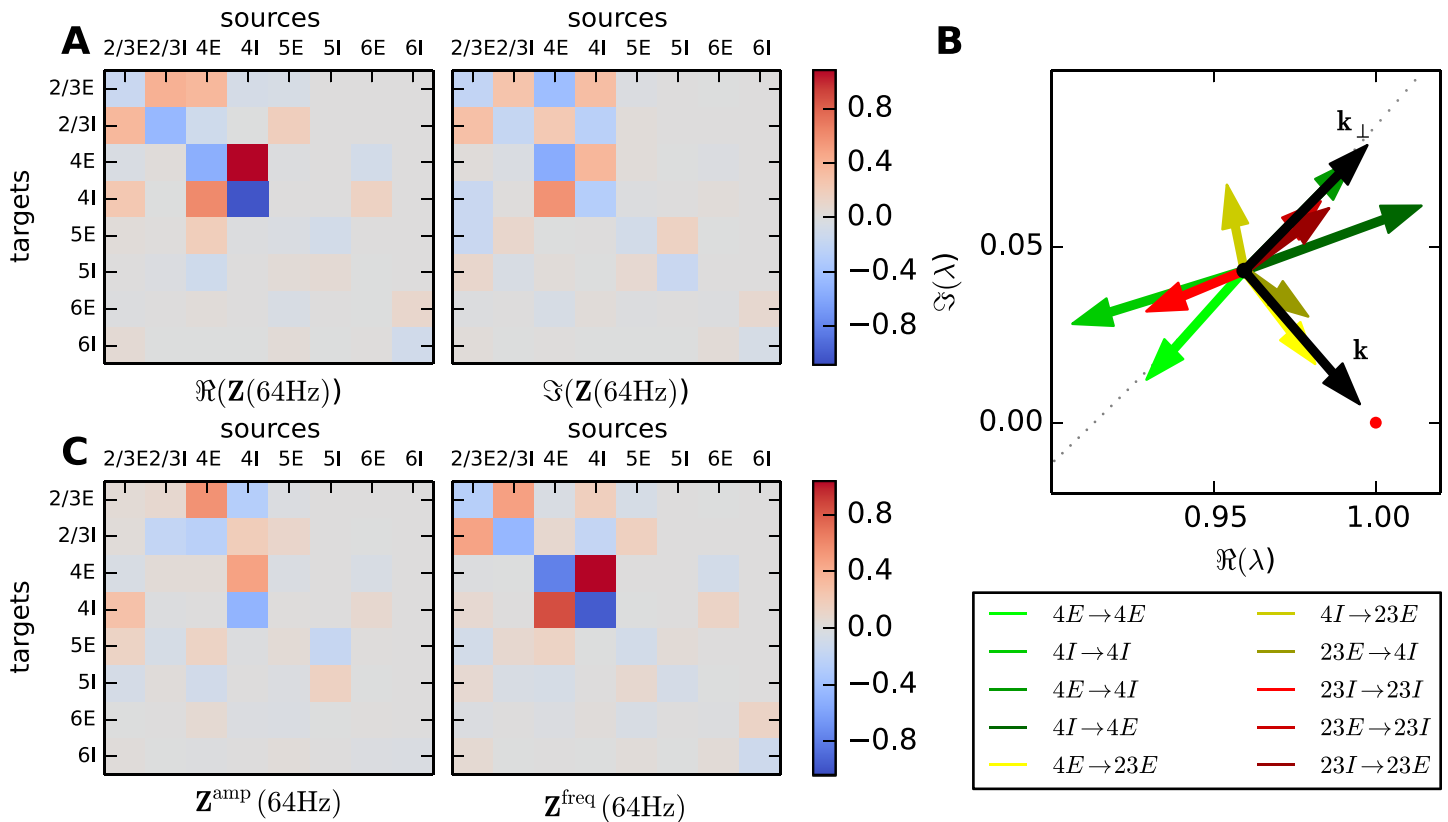 A
sources
sources
2/3E 2/3I 4E 4I 5E 5I 6E 6I
2/3E 2/3I 4E 4I 5E 5I 6E 6I
targets
2/3E
2/3I
4E
4I
5E
5I
6E
6I
0.8
0.4
0.0
−0.4
−0.8
ℜ(Z(64Hz))
ℑ(Z(64Hz))
B
k⊥
k
0.05
0.00
ℑ(λ)
0.95
1.00
ℜ(λ)
C
sources
sources
2/3E 2/3I 4E 4I 5E 5I 6E 6I
2/3E 2/3I 4E 4I 5E 5I 6E 6I
targets
2/3E
2/3I
4E
4I
5E
5I
6E
6I
0.8
0.4
0.0
−0.4
−0.8
Z^amp (64Hz)
Z^freq (64Hz)
4E→4E
4I→4I
4E→4I
4I→4E
4E→23E
4I→23E
23E→4I
23I→23I
23E→23I
23I→23E